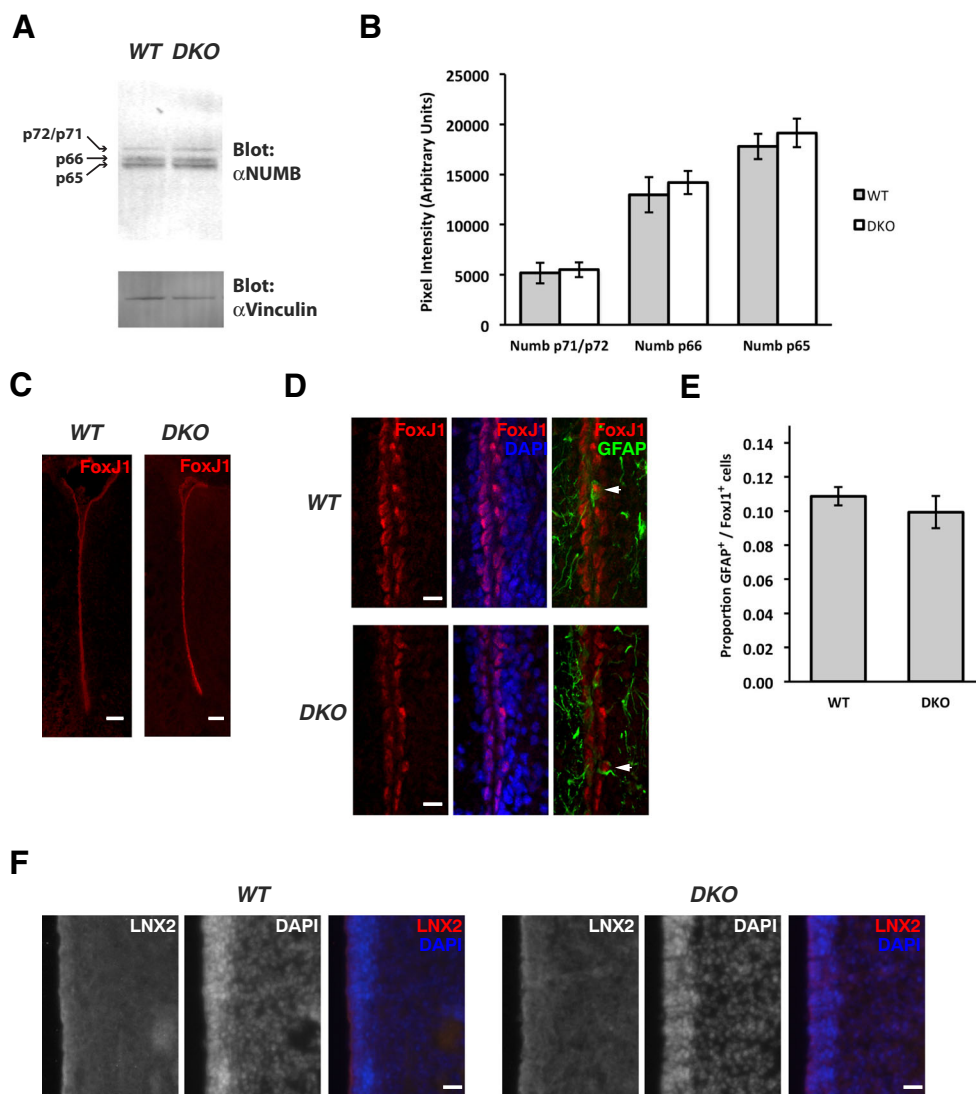 A
WT DKO
p72/p71
p66
p65
Blot:
αNUMB
Blot:
αVinculin
B
Pixel Intensity (Arbitrary Units)
25000
20000
15000
10000
5000
0
Numb p71/p72
Numb p66
Numb p65
WT
DKO
C
WT
DKO
FoxJ1
FoxJ1
D
WT
FoxJ1
FoxJ1
DAPI
FoxJ1
GFAP
DKO
E
Proportion GFAP+ / FoxJ1+ cells
0.14
0.12
0.10
0.08
0.06
0.04
0.02
0.00
WT
DKO
F
WT
LNX2
DAPI
LNX2
DAPI
DKO
LNX2
DAPI
LNX2
DAPI